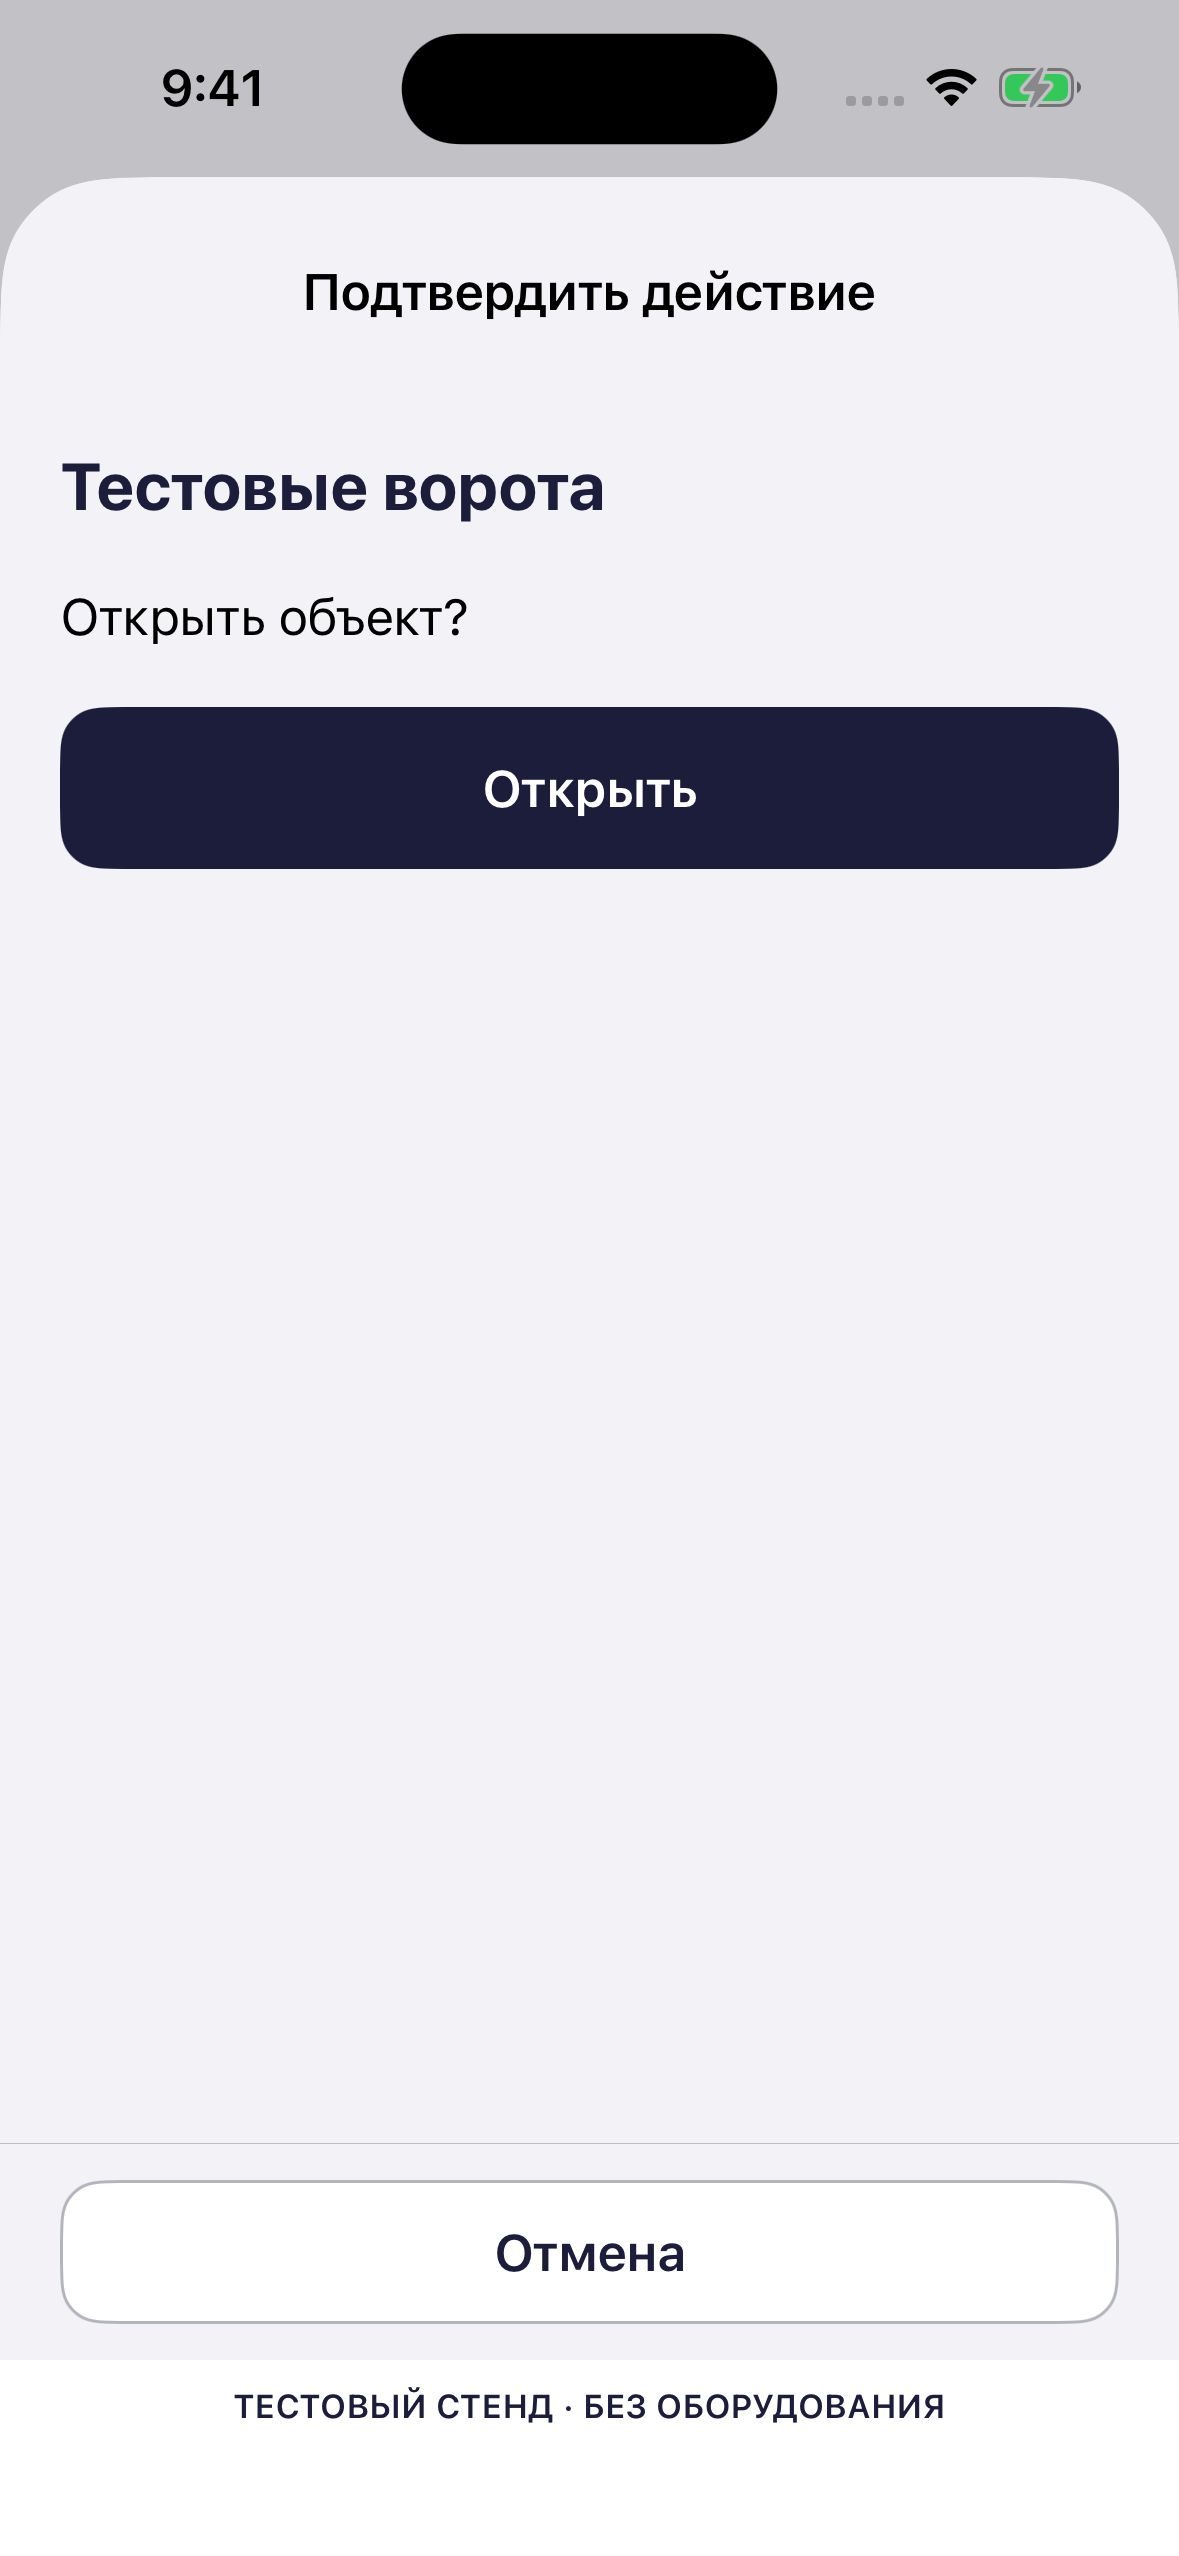 9:41
Подтвердить действие
Тестовые ворота
Открыть объект?
Открыть
Отмена
ТЕСТОВЫЙ СТЕНД · БЕЗ ОБОРУДОВАНИЯ